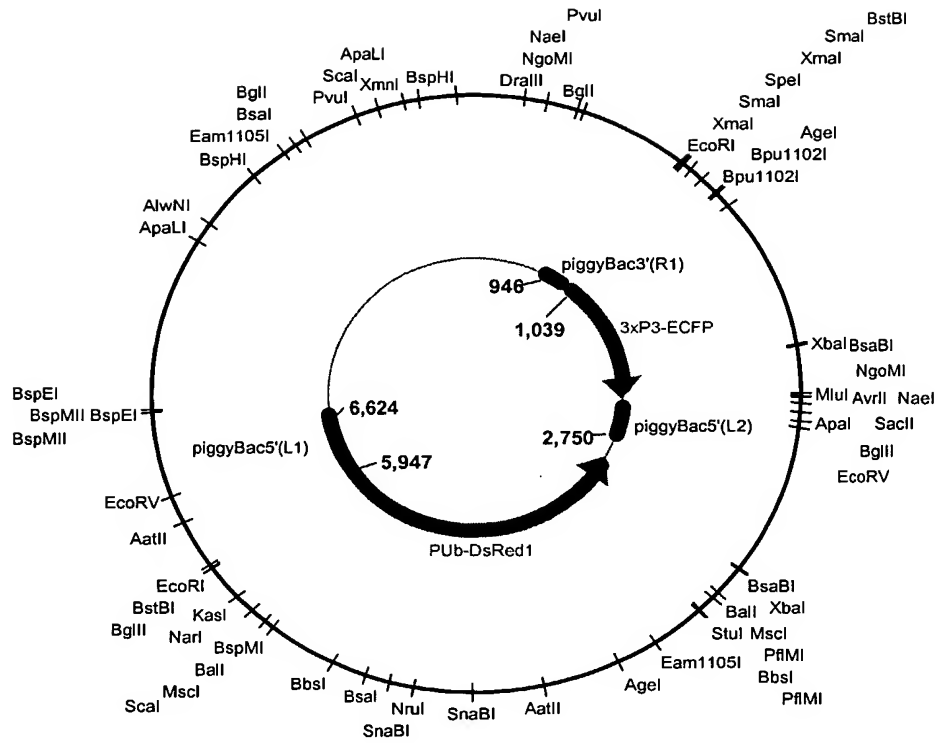 PvuI
BstBI
NaeI
SmaI
ApaLI
NgoMI
XmaI
ScaI XmnI BspHI
DraIII
SpeI
BglI
PvuI
BglI
SmaI
BsaI
XmaI
AgeI
Eam1105I
EcoRI
Bpu1102I
BspHI
Bpu1102I
AlwNI
ApaLI
piggyBac3'(R1)
946
1,039
3xP3-ECFP
XbaI BsaBI
NgoMI
BspEI
MluI AvrII NaeI
BspMII BspEI
6,624
2,750
piggyBac5'(L2)
ApaI SacII
BspMII
piggyBac5'(L1)
5,947
BglII
EcoRV
EcoRV
AatII
PUb-DsRed1
EcoRI
BsaBI
BstBI KasI
BalI XbaI
BglII NarI
StuI MscI
BspMI
PflMI
BalI
Eam1105I
BbsI
MscI
BbsI
AgeI
PflMI
ScaI
BsaI
NruI SnaBI AatII
SnaBI